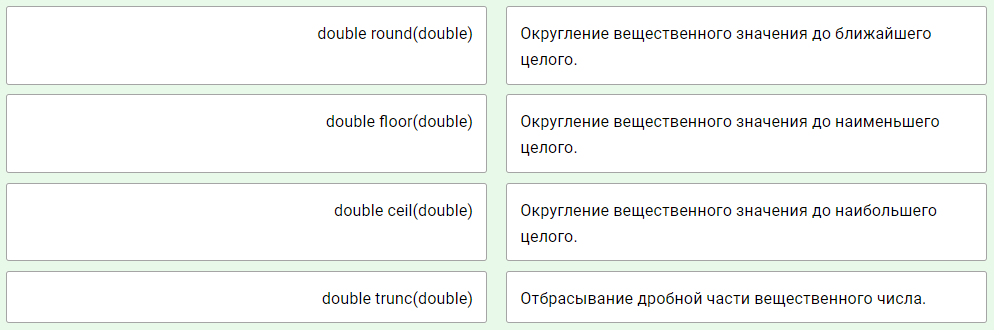 double round(double)
Округление вещественного значения до ближайшего
целого.
double floor(double)
Округление вещественного значения до наименьшего
целого.
double ceil(double)
Округление вещественного значения до наибольшего
целого.
double trunc(double)
Отбрасывание дробной части вещественного числа.